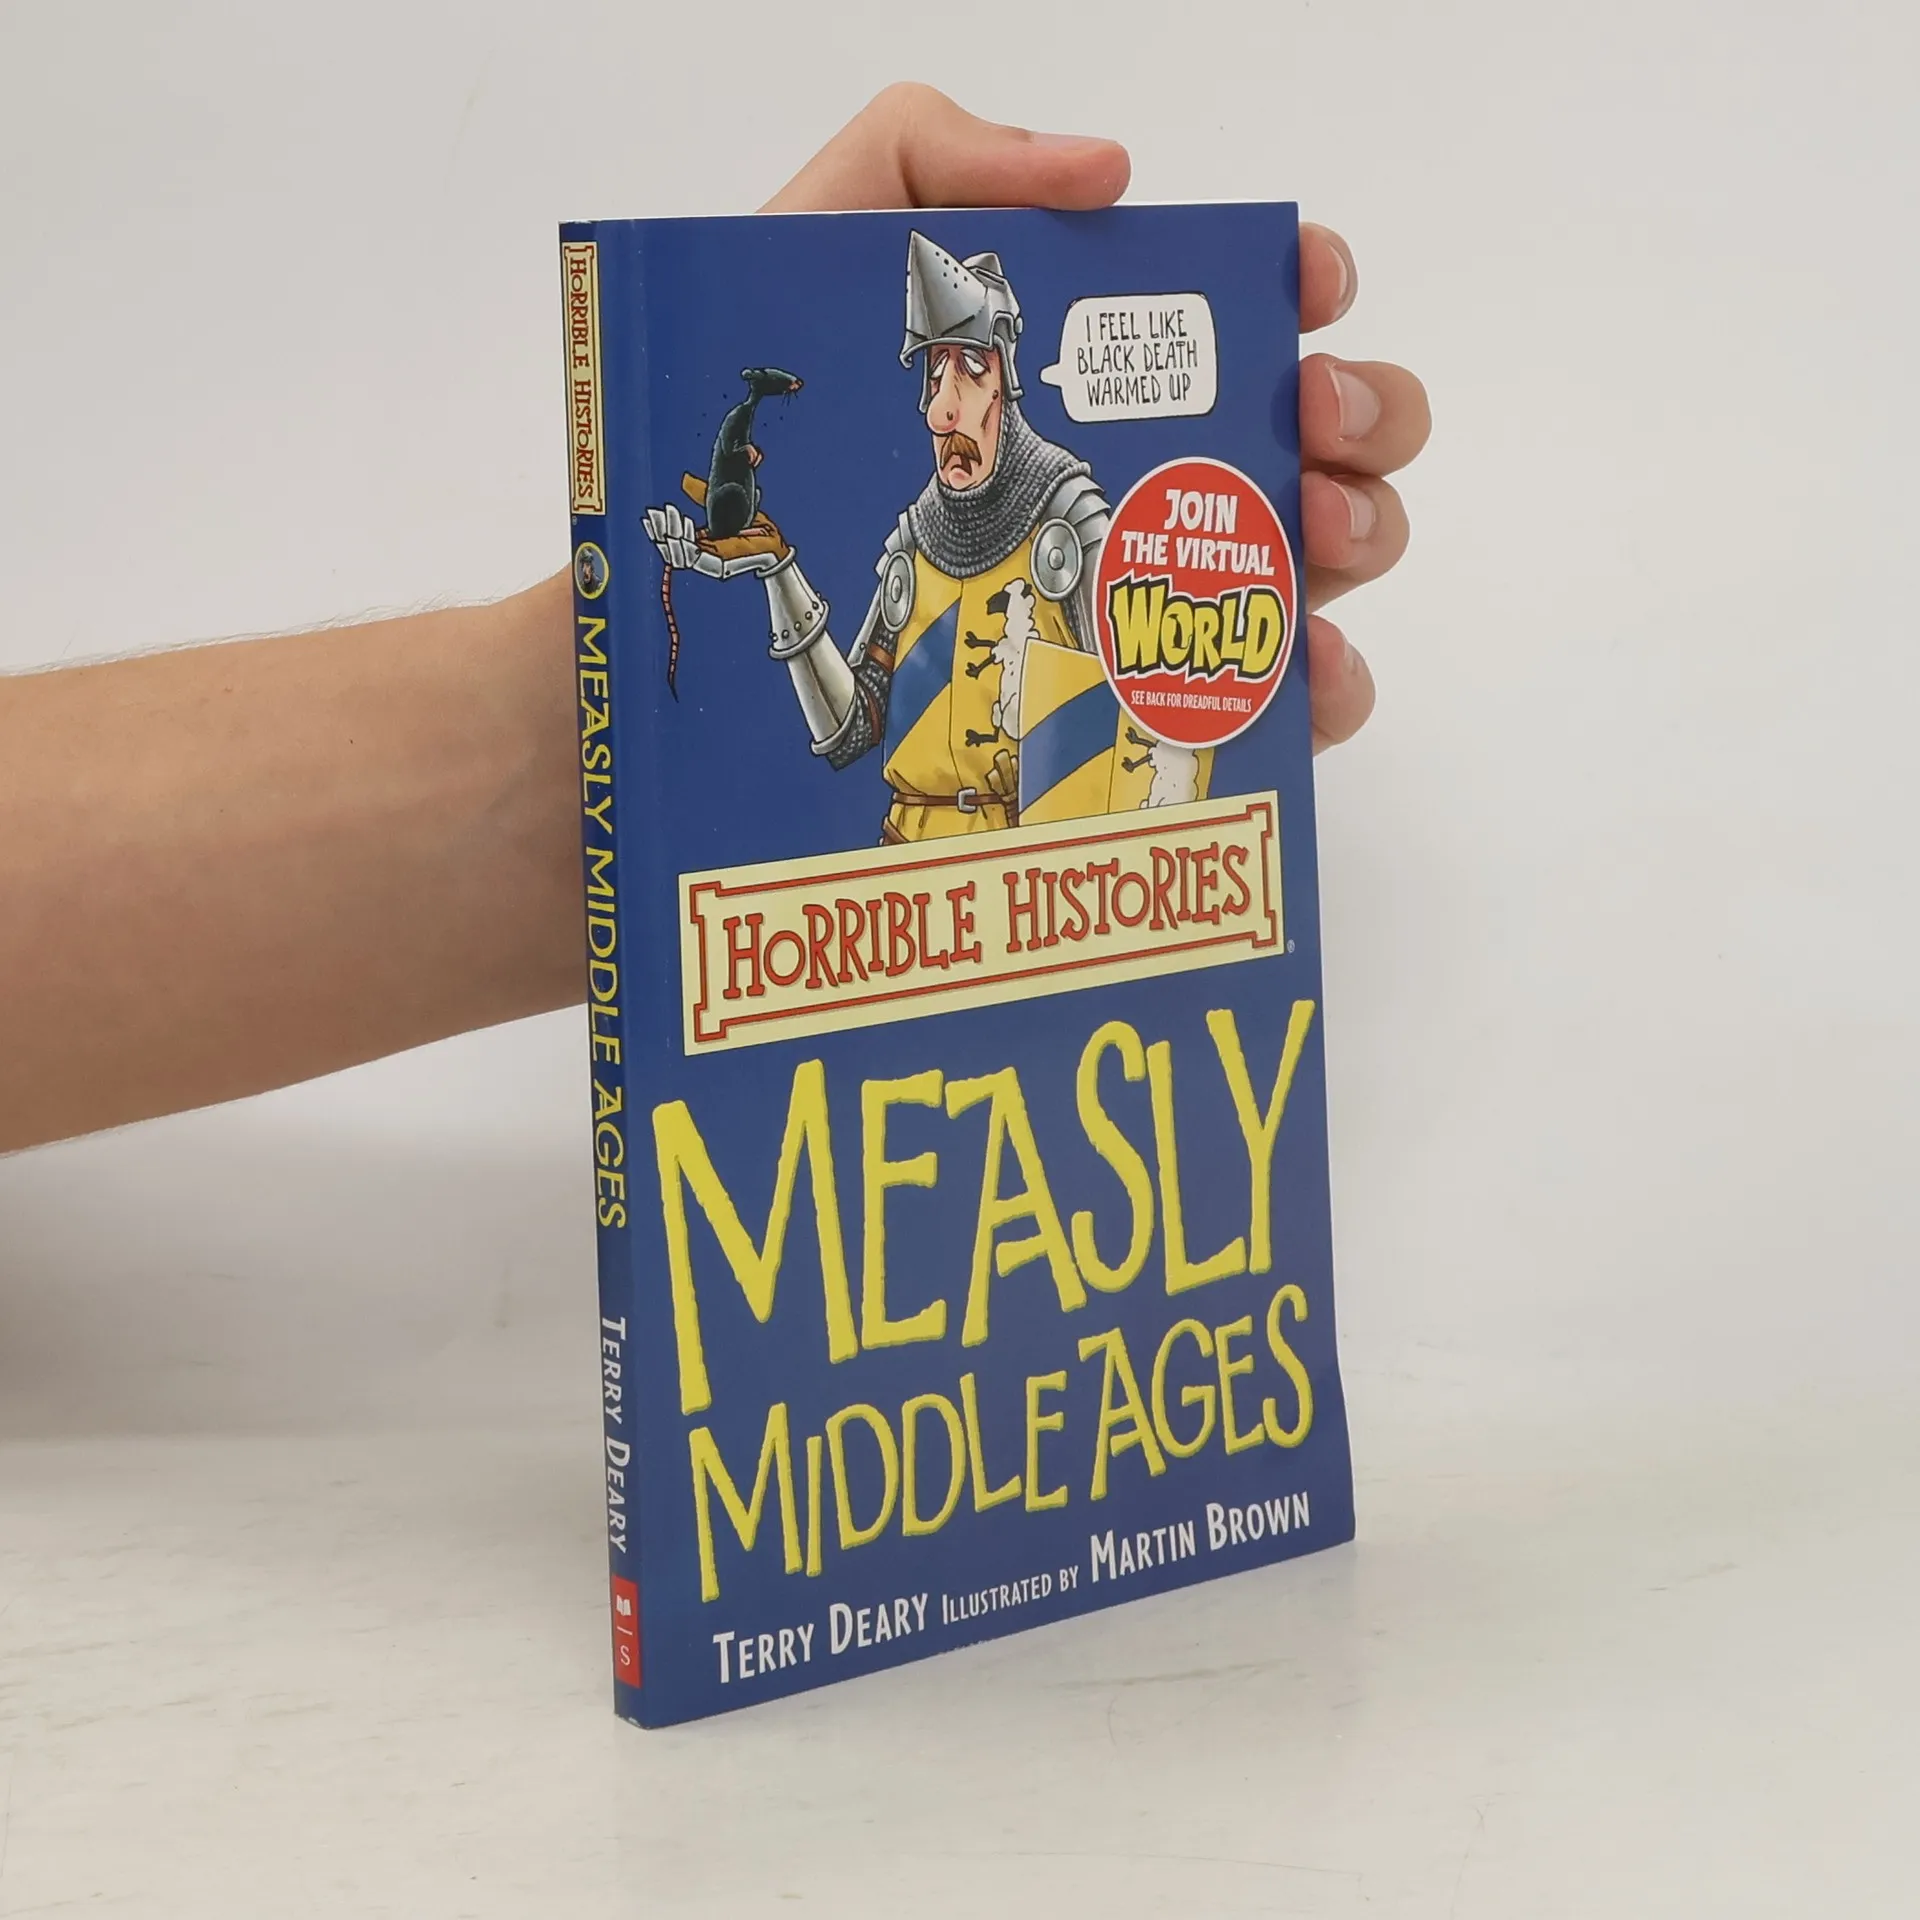 HORRIBLE HISTORIES
MEASLY MIDDLE AGES
TERRY DEARY
S
I FEEL LIKE
BLACK DEATH
WARMED UP
JOIN
THE VIRTUAL
WORLD
SEE BACK FOR DREADFUL DETAILS
HORRIBLE HISTORIES®
MEASLY
MIDDLE AGES
TERRY DEARY ILLUSTRATED BY MARTIN BROWN